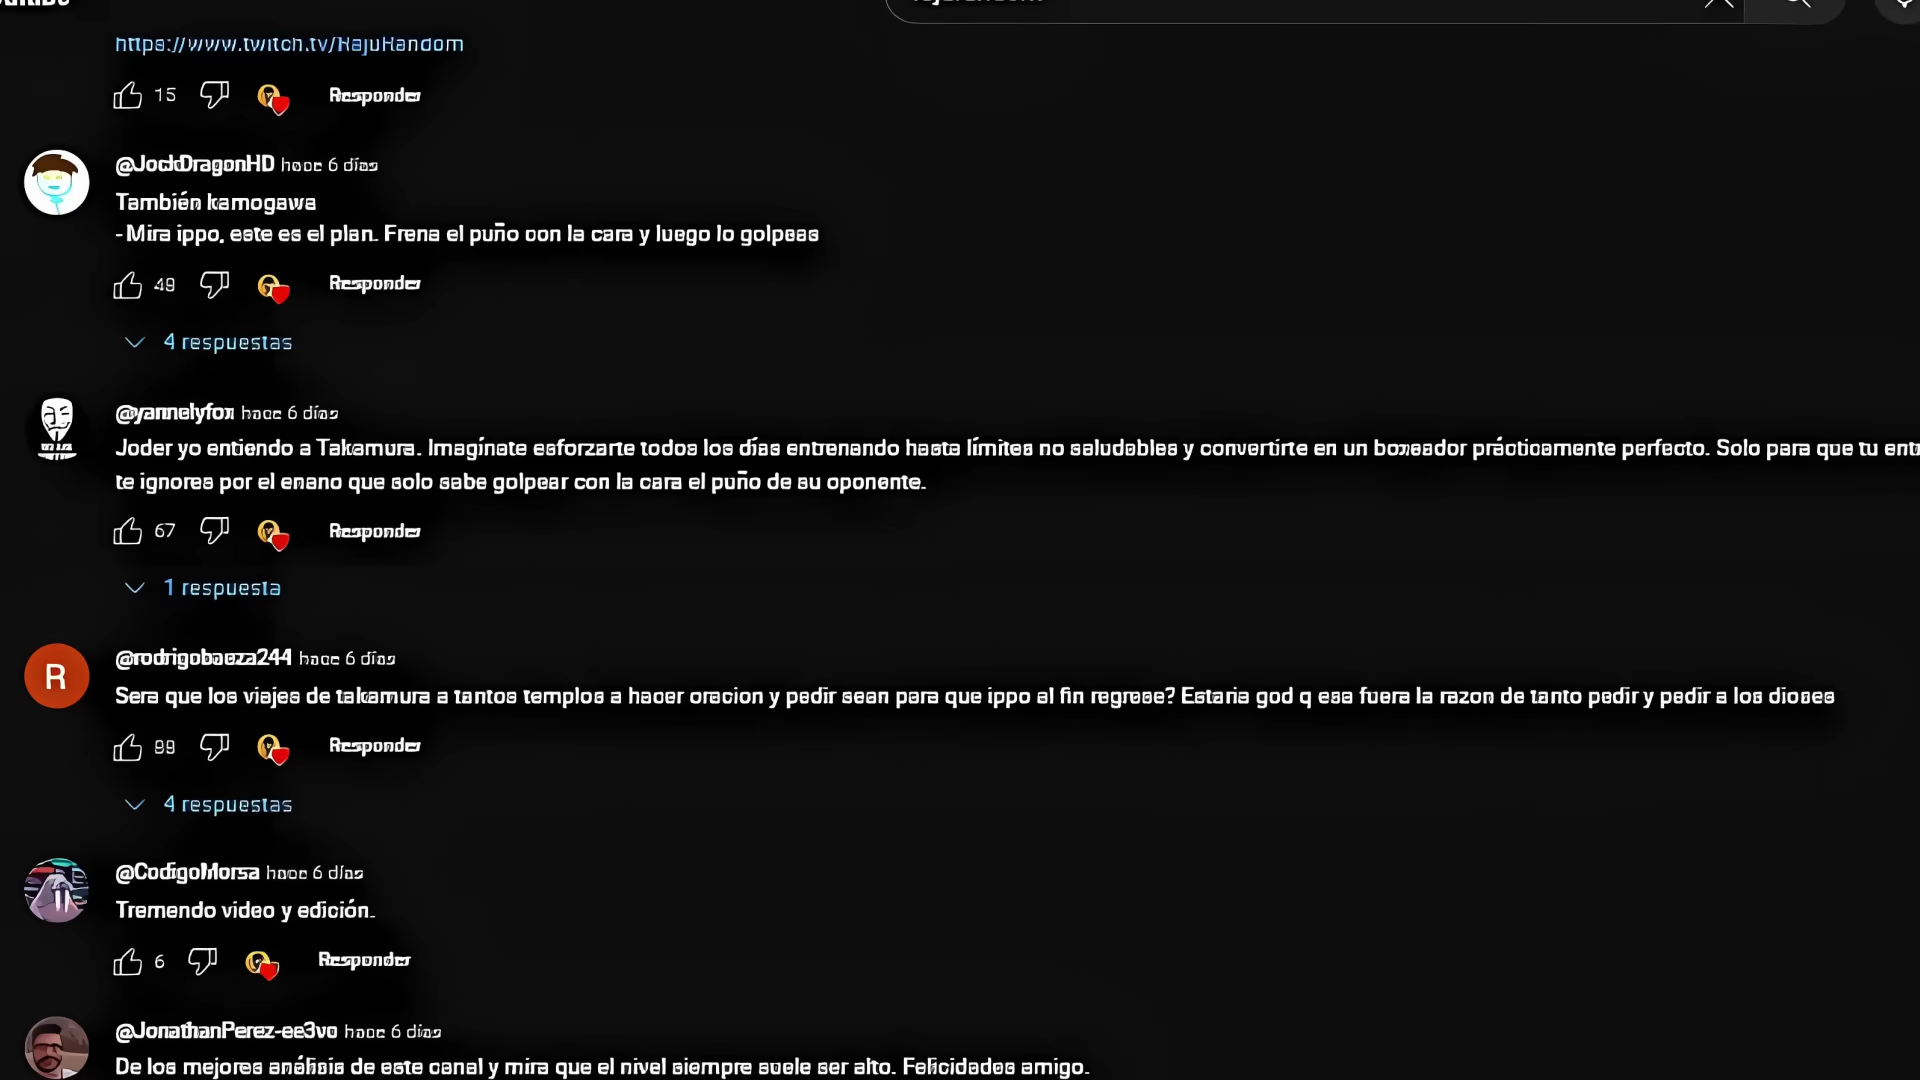 https://www.twitch.tv/RajuRandom
15 Responder
@JochDragonHD hace 6 días
También kamogawa
- Mira ippo, este es el plan. Frena el puño con la cara y luego lo golpeas
49 Responder
4 respuestas
@yannelyfox hace 6 días
Joder yo entiendo a Takamura. Imagínate esforzarte todos los días entrenando hasta límites no saludables y convertirte en un boxeador prácticamente perfecto. Solo para que tu
te ignores por el enano que solo sabe golpear con la cara el puño de su oponente.
67 Responder
1 respuesta
R
@rodrigobauza244 hace 6 días
Sera que los viajes de takamura a tantos templos a hacer oracion y pedir sean para que ippo al fin regrese? Estaria god q esa fuera la razon de tanto pedir y pedir a los dioses
99 Responder
4 respuestas
@CodigoMorsa hace 6 días
Tremendo video y edición.
6 Responder
@JonathanPerez-ee3vo hace 6 días
De los mejores análisis de este canal y mira que el nivel siempre suele ser alto. Felicidades amigo.